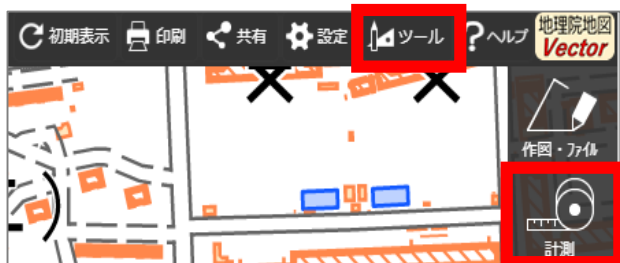 初期表示 印刷 共有 設定 ツール ?ヘルプ 地理院地図
Vector
作図・ファイル
計測